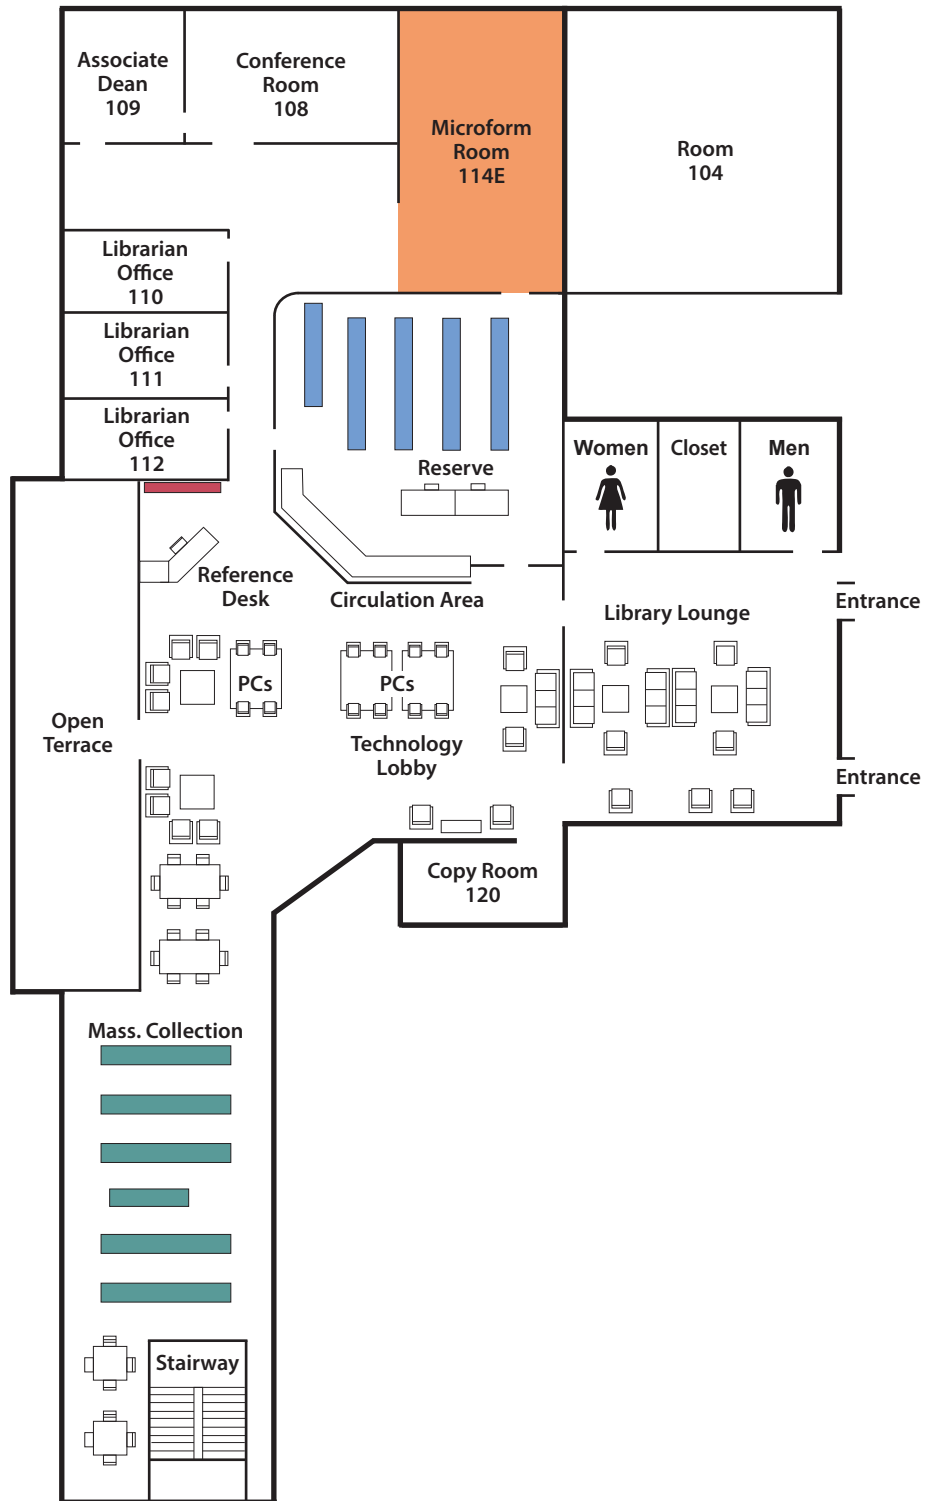 Associate
Dean
109
Conference
Room
108
Microform
Room
114E
Room
104
Librarian
Office
110
Librarian
Office
111
Librarian
Office
112
Reserve
Women
Closet
Men
Reference
Desk
Circulation Area
Library Lounge
Entrance
PCs
PCs
Open
Terrace
Technology
Lobby
Entrance
Copy Room
120
Mass. Collection
Stairway